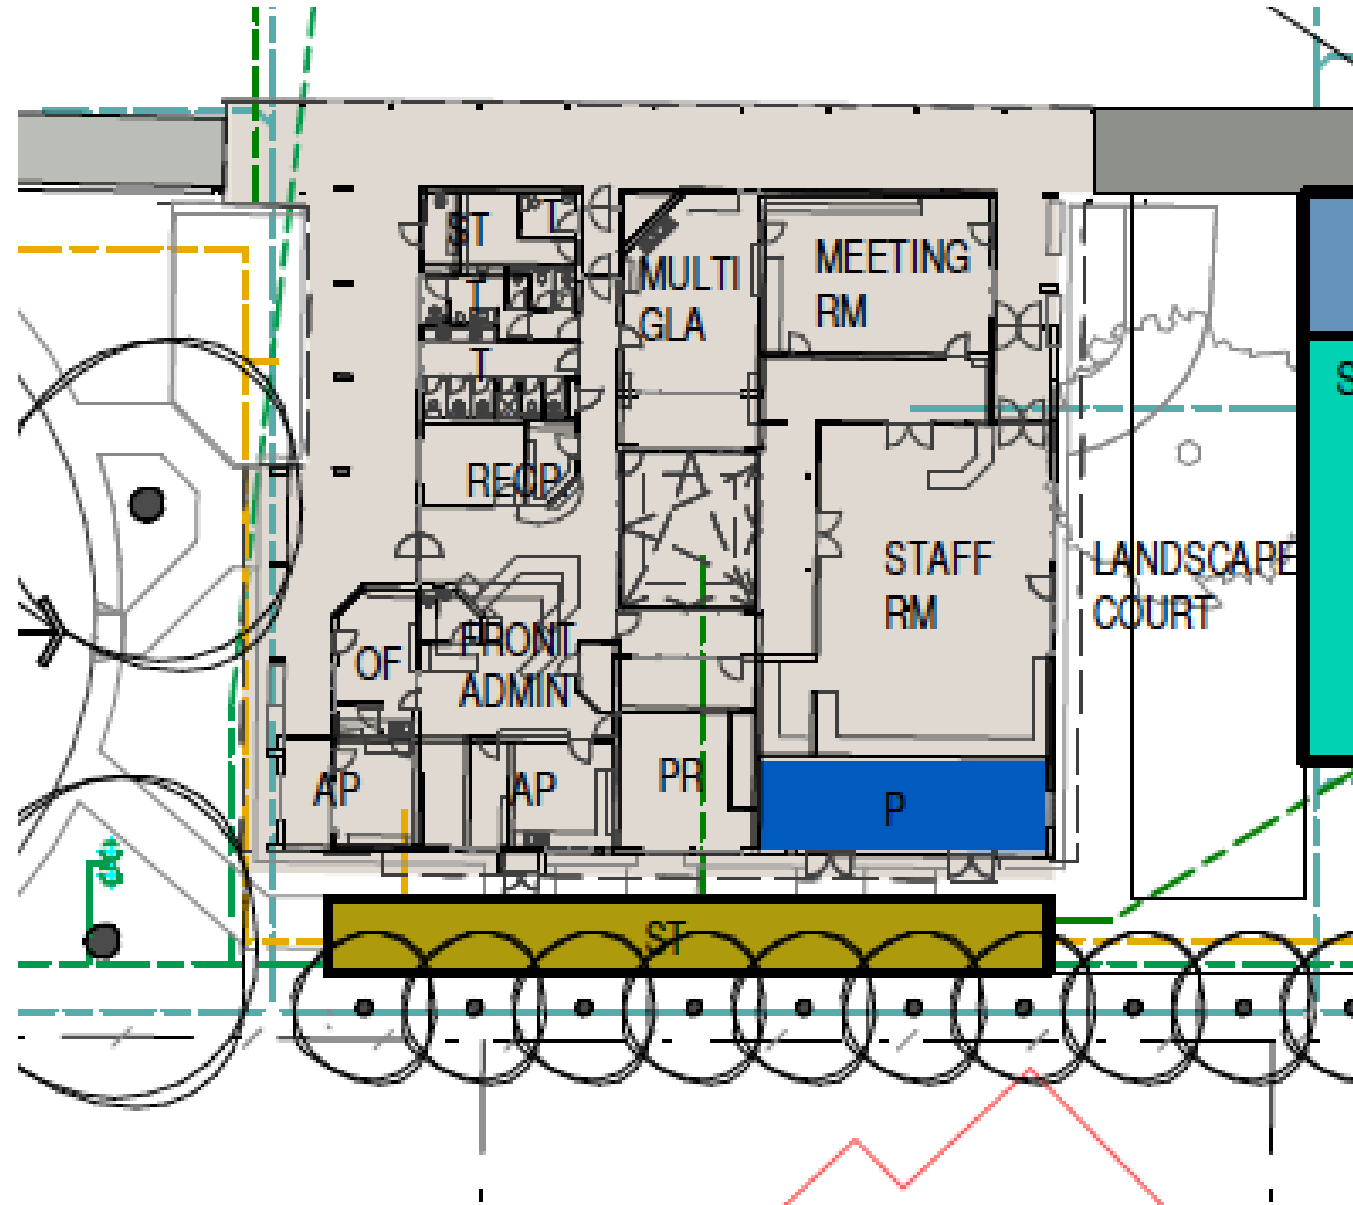 ST
T
MULTI
GLA
MEETING
RM
T
T
RECP.
STAFF
RM
LANDSCAPE
COURT
S
OF
FRONT
ADMIN
AP
AP
PR
P
ST